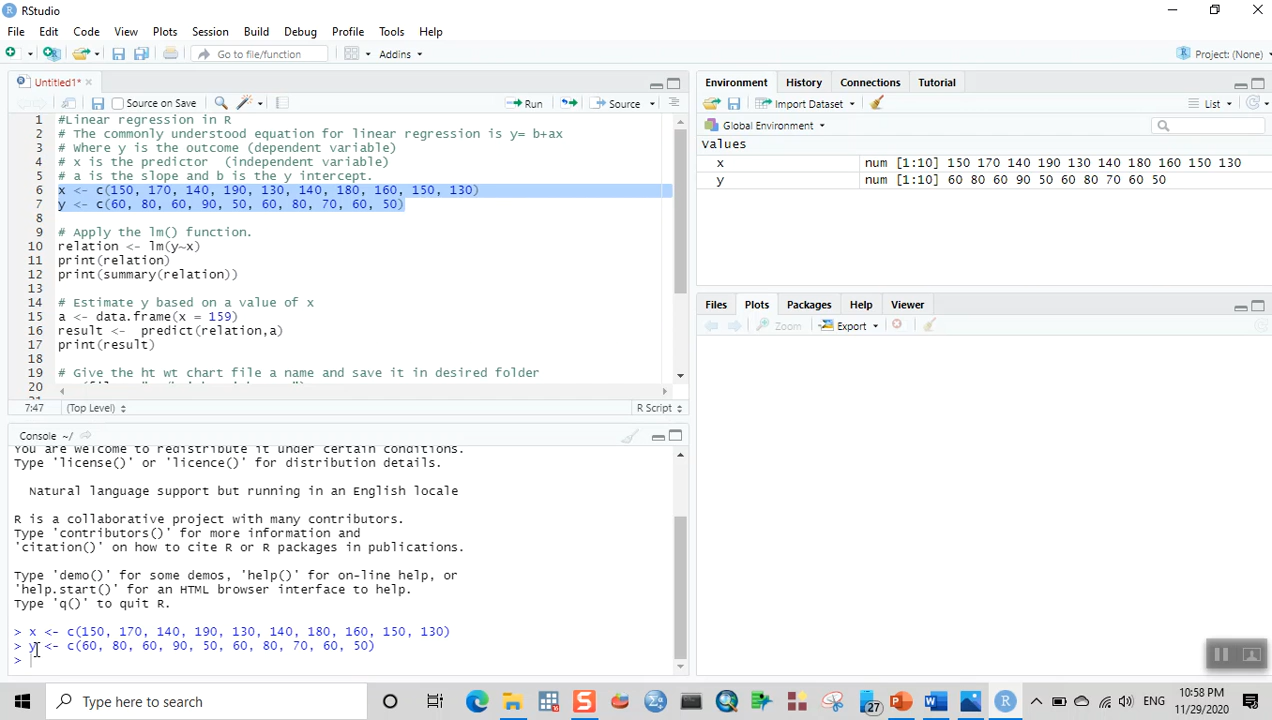 RStudio
File Edit Code View Plots Session Build Debug Profile Tools Help
Go to file/function Addins Project: (None)
Untitled1*
Source on Save Run Source
1 #Linear regression in R
2 # The commonly understood equation for linear regression is y= b+ax
3 # Where y is the outcome (dependent variable)
4 # x is the predictor  (independent variable)
5 # a is the slope and b is the y intercept.
6 x <- c(150, 170, 140, 190, 130, 140, 180, 160, 150, 130)
7 y <- c(60, 80, 60, 90, 50, 60, 80, 70, 60, 50)
8
9 # Apply the lm() function.
10 relation <- lm(y~x)
11 print(relation)
12 print(summary(relation))
13
14 # Estimate y based on a value of x
15 a <- data.frame(x = 159)
16 result <-  predict(relation,a)
17 print(result)
18
19 # Give the ht wt chart file a name and save it in desired folder
20
7:47 (Top Level) R Script
Console ~/
You are welcome to redistribute it under certain conditions.
Type 'license()' or 'licence()' for distribution details.
Natural language support but running in an English locale
R is a collaborative project with many contributors.
Type 'contributors()' for more information and
'citation()' on how to cite R or R packages in publications.
Type 'demo()' for some demos, 'help()' for on-line help, or
'help.start()' for an HTML browser interface to help.
Type 'q()' to quit R.
> x <- c(150, 170, 140, 190, 130, 140, 180, 160, 150, 130)
> y <- c(60, 80, 60, 90, 50, 60, 80, 70, 60, 50)
>
Environment History Connections Tutorial
Import Dataset List
Global Environment
Values
x num [1:10] 150 170 140 190 130 140 180 160 150 130
y num [1:10] 60 80 60 90 50 60 80 70 60 50
Files Plots Packages Help Viewer
Zoom Export
Type here to search
27
ENG
10:58 PM
11/29/2020